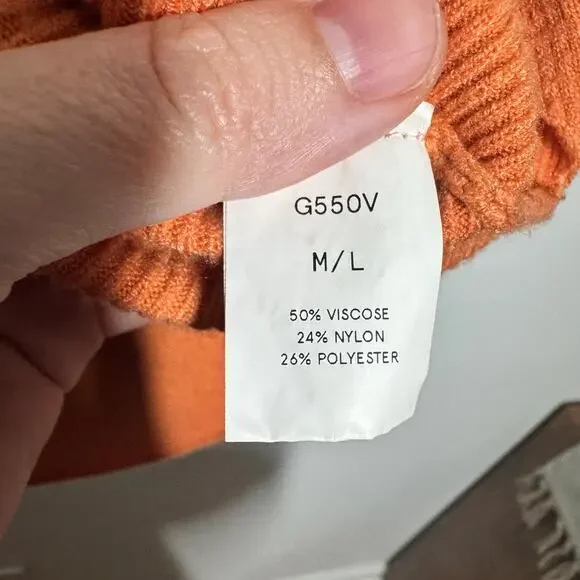 G550V
M/L
50% VISCOSE
24% NYLON
26% POLYESTER